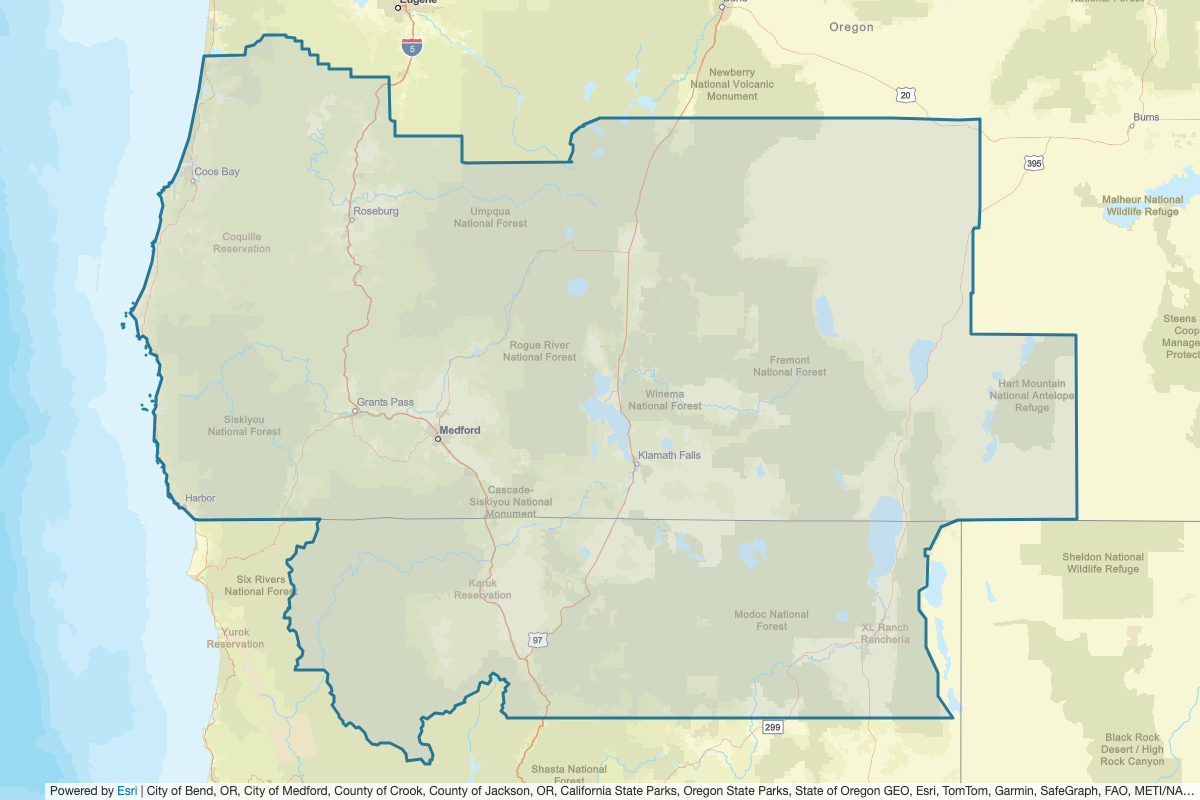 Eugene
Bend
National Forest
5
Oregon
Newberry
National Volcanic
Monument
20
Burns
395
Coos Bay
Malheur National
Wildlife Refuge
Roseburg
Umpqua
National Forest
Coquille
Reservation
Steens
Coop
Manage
Protect
Rogue River
National Forest
Fremont
National Forest
Hart Mountain
National Antelope
Refuge
Winema
National Forest
Grants Pass
Siskiyou
National Forest
Medford
Klamath Falls
Cascade-
Siskiyou National
Monument
Harbor
Six Rivers
National Forest
Sheldon National
Wildlife Refuge
Karuk
Reservation
Modoc National
Forest
XL Ranch
Rancheria
Yurok
Reservation
97
299
Black Rock
Desert / High
Rock Canyon
Shasta National
Forest
Powered by Esri | City of Bend, OR, City of Medford, County of Crook, County of Jackson, OR, California State Parks, Oregon State Parks, State of Oregon GEO, Esri, TomTom, Garmin, SafeGraph, FAO, METI/NA...